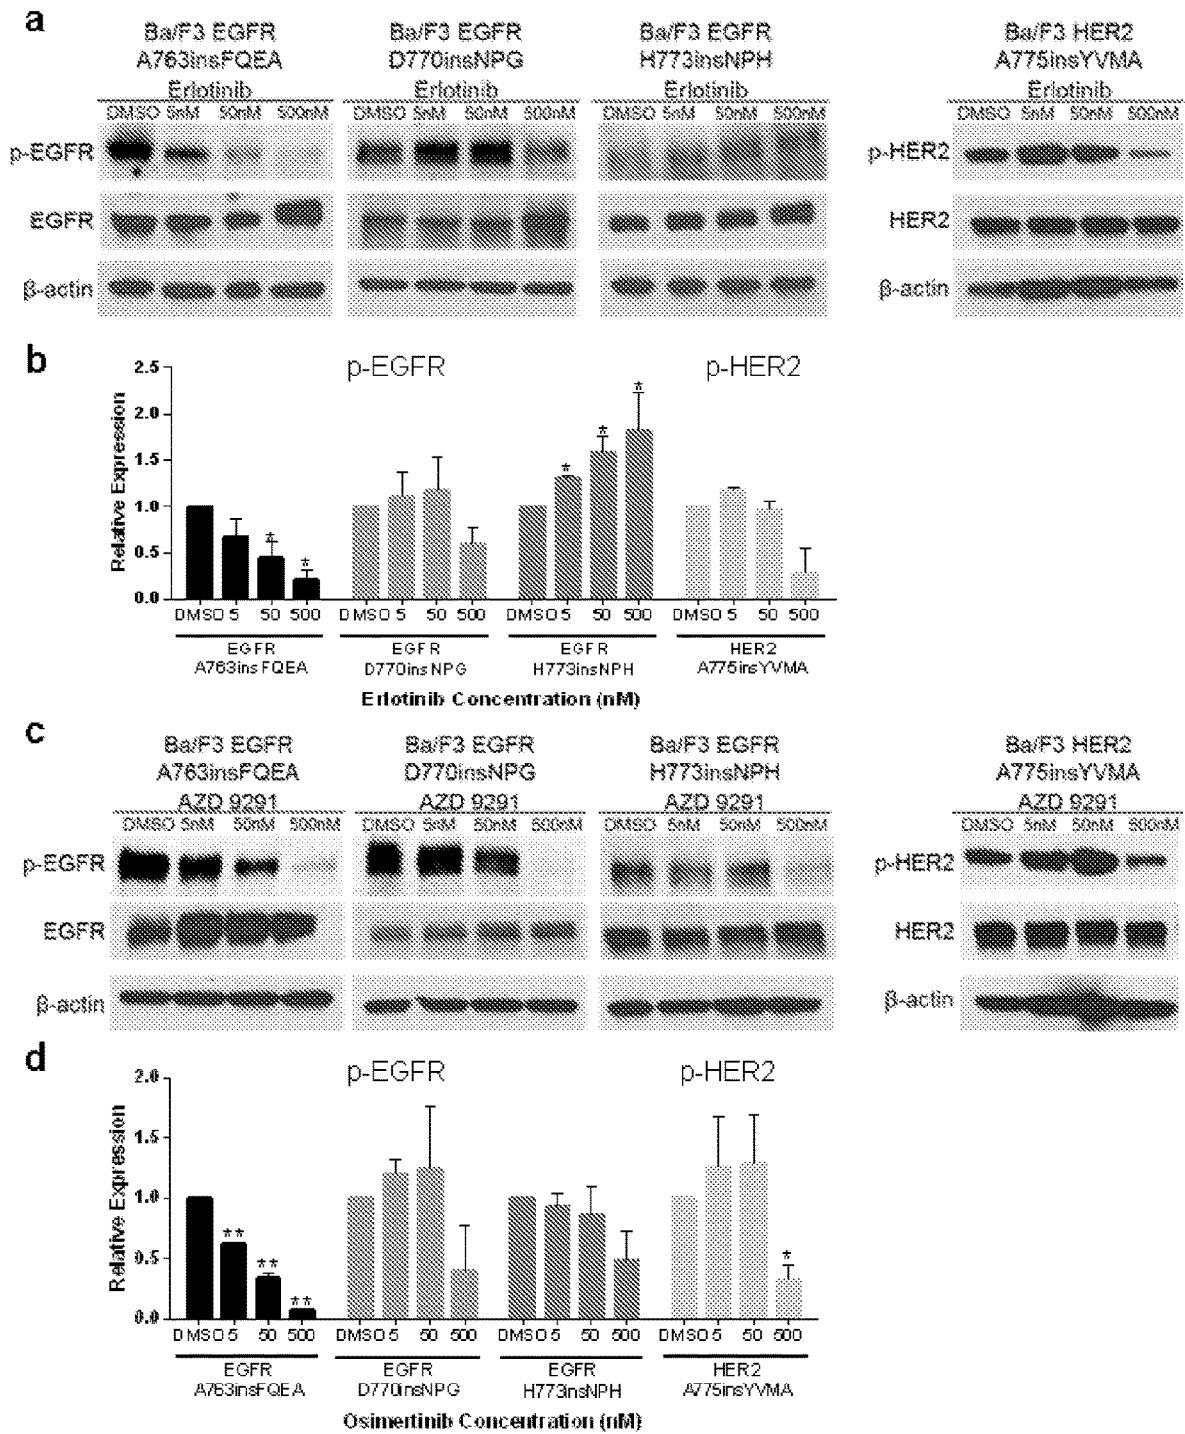 a
Ba/F3 EGFR
A763insFQEA
Erlotinib
DMSO 5nM 50nM 500nM
Ba/F3 EGFR
D770insNPG
Erlotinib
DMSO 5nM 50nM 500nM
Ba/F3 EGFR
H773insNPH
Erlotinib
DMSO 5nM 50nM 500nM
Ba/F3 HER2
A775insYVMA
Erlotinib
DMSO 5nM 50nM 500nM
p-EGFR
EGFR
β-actin
p-HER2
HER2
β-actin
b
p-EGFR
p-HER2
Relative Expression
2.5
2.0
1.5
1.0
0.5
0.0
*
*
*
*
*
DMSO 5 50 500
DMSO 5 50 500
DMSO 5 50 500
DMSO 5 50 500
EGFR
A763insFQEA
EGFR
D770insNPG
EGFR
H773insNPH
HER2
A775insYVMA
Erlotinib Concentration (nM)
c
Ba/F3 EGFR
A763insFQEA
AZD 9291
DMSO 5nM 50nM 500nM
Ba/F3 EGFR
D770insNPG
AZD 9291
DMSO 5nM 50nM 500nM
Ba/F3 EGFR
H773insNPH
AZD 9291
DMSO 5nM 50nM 500nM
Ba/F3 HER2
A775insYVMA
AZD 9291
DMSO 5nM 50nM 500nM
p-EGFR
EGFR
β-actin
p-HER2
HER2
β-actin
d
p-EGFR
p-HER2
Relative Expression
2.0
1.5
1.0
0.5
0.0
**
**
**
*
DMSO 5 50 500
DMSO 5 50 500
DMSO 5 50 500
DMSO 5 50 500
EGFR
A763insFQEA
EGFR
D770insNPG
EGFR
H773insNPH
HER2
A775insYVMA
Osimertinib Concentration (nM)